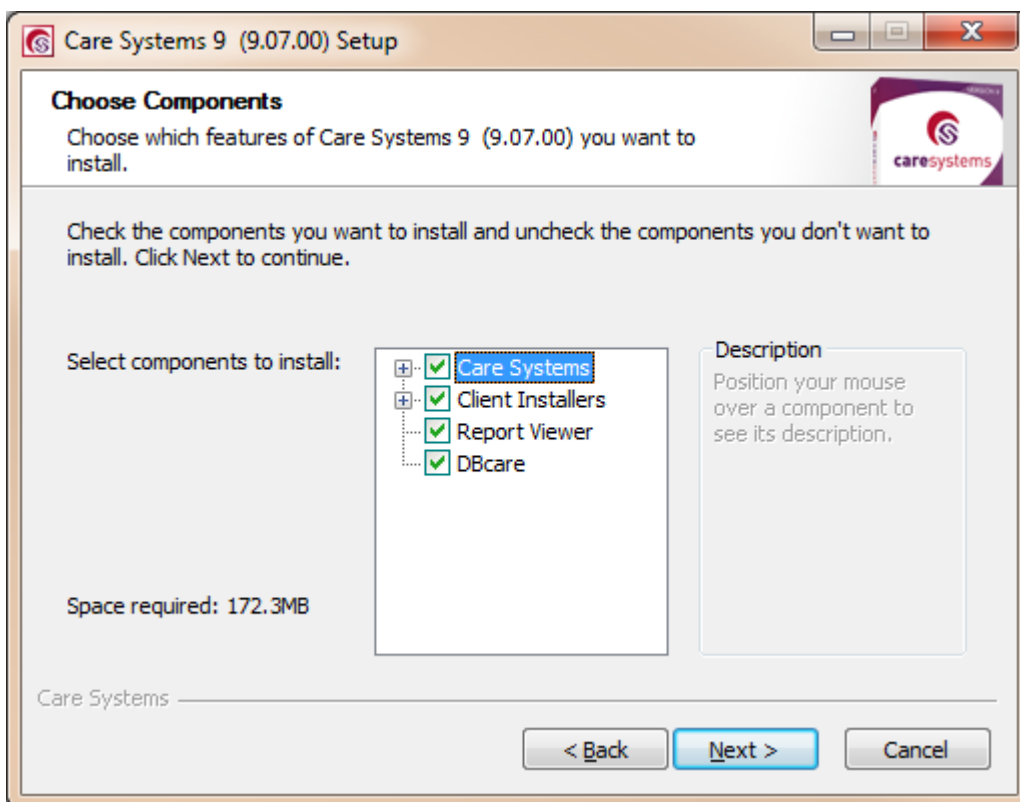 Care Systems 9 (9.07.00) Setup
Choose Components
Choose which features of Care Systems 9 (9.07.00) you want to
install.
caresystems
Check the components you want to install and uncheck the components you don't want to
install. Click Next to continue.
Select components to install:
Care Systems
Client Installers
Report Viewer
DBcare
Description
Position your mouse
over a component to
see its description.
Space required: 172.3MB
Care Systems
< Back
Next >
Cancel